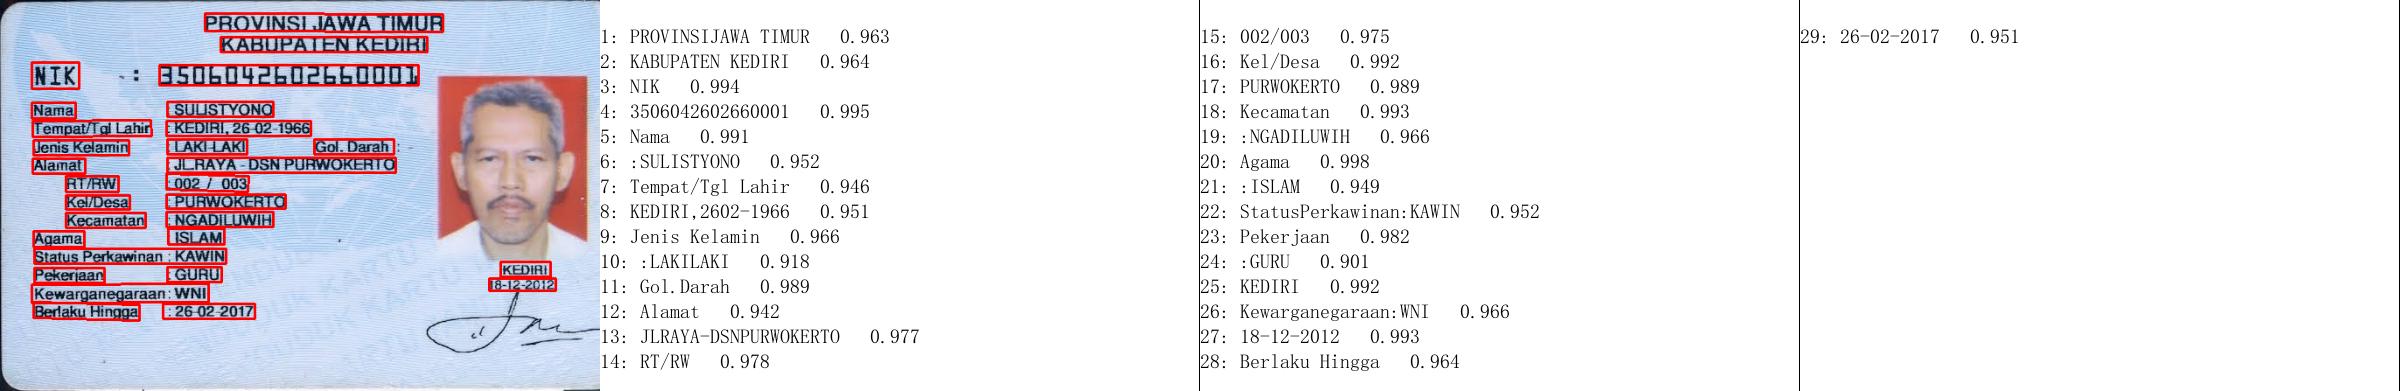 PROVINSI JAWA TIMUR
KABUPATEN KEDIRI
NIK : 3506042602660001
Nama : SULISTYONO
Tempat/Tgl Lahir : KEDIRI, 26-02-1966
Jenis Kelamin : LAKI-LAKI Gol. Darah :
Alamat : JL.RAYA - DSN PURWOKERTO
RT/RW : 002 / 003
Kel/Desa : PURWOKERTO
Kecamatan : NGADILUWIH
Agama : ISLAM
Status Perkawinan : KAWIN
Pekerjaan : GURU
Kewarganegaraan : WNI
Berlaku Hingga : 26-02-2017
KEDIRI
18-12-2012
1: PROVINSIJAWA TIMUR 0.963
2: KABUPATEN KEDIRI 0.964
3: NIK 0.994
4: 3506042602660001 0.995
5: Nama 0.991
6: :SULISTYONO 0.952
7: Tempat/Tgl Lahir 0.946
8: KEDIRI,2602-1966 0.951
9: Jenis Kelamin 0.966
10: :LAKILAKI 0.918
11: Gol.Darah 0.989
12: Alamat 0.942
13: JLRAYA-DSNPURWOKERTO 0.977
14: RT/RW 0.978
15: 002/003 0.975
16: Kel/Desa 0.992
17: PURWOKERTO 0.989
18: Kecamatan 0.993
19: :NGADILUWIH 0.966
20: Agama 0.998
21: :ISLAM 0.949
22: StatusPerkawinan:KAWIN 0.952
23: Pekerjaan 0.982
24: :GURU 0.901
25: KEDIRI 0.992
26: Kewarganegaraan:WNI 0.966
27: 18-12-2012 0.993
28: Berlaku Hingga 0.964
29: 26-02-2017 0.951